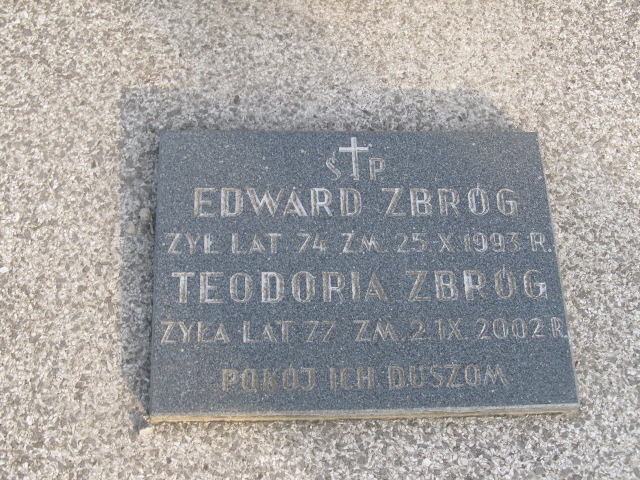 Ś P
EDWARD ZBRÓG
ŻYŁ LAT 74 ZM. 25.X.1993 R.
TEODORIA ZBRÓG
ŻYŁA LAT 77 ZM. 2.IX. 2002 R.
POKÓJ ICH DUSZOM